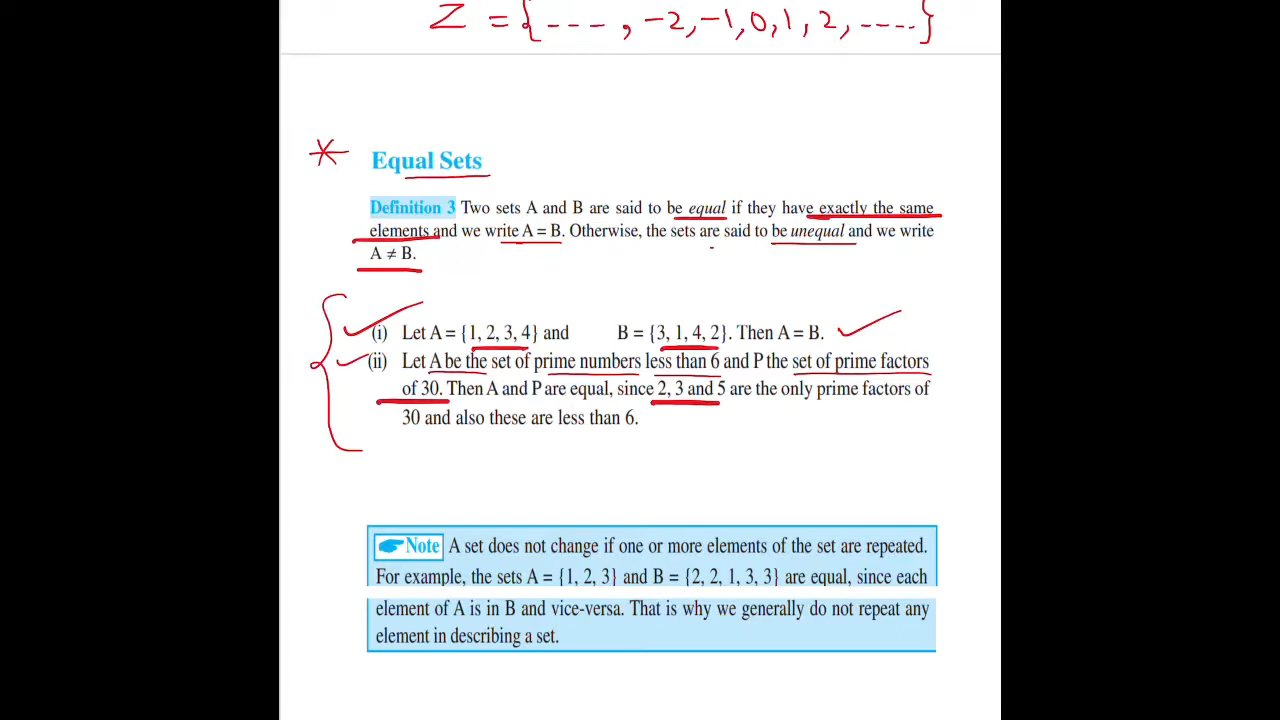 Z = {---, -2, -1, 0, 1, 2, ....}
* Equal Sets
Definition 3 Two sets A and B are said to be equal if they have exactly the same
elements and we write A = B. Otherwise, the sets are said to be unequal and we write
A ≠ B.
(i) Let A = {1, 2, 3, 4} and B = {3, 1, 4, 2}. Then A = B.
(ii) Let A be the set of prime numbers less than 6 and P the set of prime factors
of 30. Then A and P are equal, since 2, 3 and 5 are the only prime factors of
30 and also these are less than 6.
Note A set does not change if one or more elements of the set are repeated.
For example, the sets A = {1, 2, 3} and B = {2, 2, 1, 3, 3} are equal, since each
element of A is in B and vice-versa. That is why we generally do not repeat any
element in describing a set.